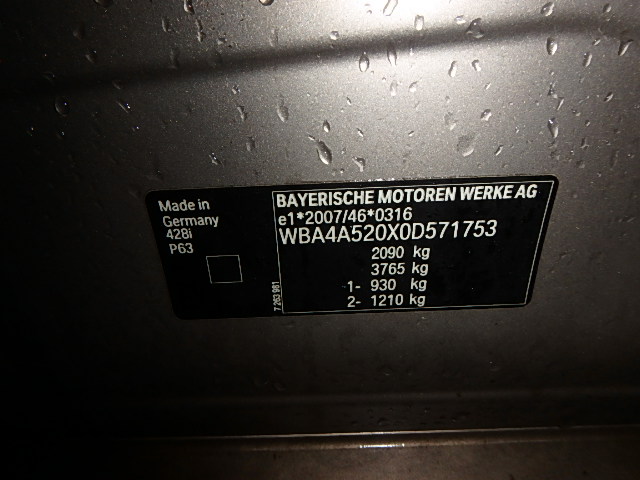 Made in
Germany
428i
P63
7 263 981
BAYERISCHE MOTOREN WERKE AG
e1*2007/46*0316
WBA4A520X0D571753
2090 kg
3765 kg
1- 930 kg
2- 1210 kg